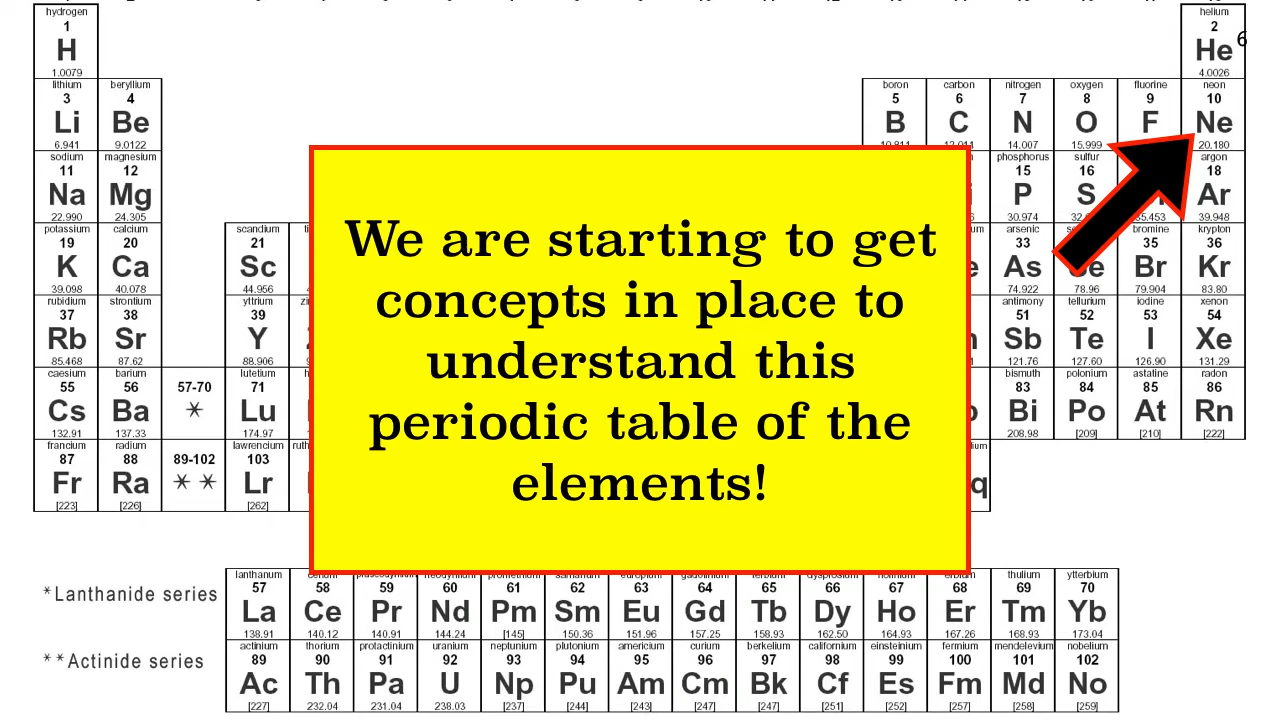 hydrogen helium
1 2
H He 6
1.0079 4.0026
lithium beryllium boron carbon nitrogen oxygen fluorine neon
3 4 5 6 7 8 9 10
Li Be B C N O F Ne
6.941 9.0122 14.007 15.999 20.180
sodium magnesium phosphorus sulfur argon
11 12 15 16 18
Na Mg P S Ar
22.990 24.305 30.974 35.453 39.948
potassium calcium scandium arsenic bromine krypton
19 20 21 33 35 36
K Ca Sc As Se Br Kr
39.098 40.078 44.956 74.922 78.96 79.904 83.80
rubidium strontium yttrium antimony tellurium iodine xenon
37 38 39 51 52 53 54
Rb Sr Y Sb Te I Xe
85.468 87.62 88.906 121.76 127.60 126.90 131.29
caesium barium lutetium bismuth polonium astatine radon
55 56 57-70 71 83 84 85 86
Cs Ba * Lu Bi Po At Rn
132.91 137.33 174.97 208.98 [209] [210] [222]
francium radium lawrencium
87 88 89-102 103
Fr Ra * * Lr q
[223] [226] [262]
We are starting to get
concepts in place to
understand this
periodic table of the
elements!
lanthanum thulium ytterbium
57 58 59 60 61 62 63 64 65 66 67 68 69 70
*Lanthanide series La Ce Pr Nd Pm Sm Eu Gd Tb Dy Ho Er Tm Yb
138.91 140.12 140.91 144.24 [145] 150.36 151.96 157.25 158.93 162.50 164.93 167.26 168.93 173.04
actinium thorium protactinium uranium neptunium plutonium americium curium berkelium californium einsteinium fermium mendelevium nobelium
89 90 91 92 93 94 95 96 97 98 99 100 101 102
**Actinide series Ac Th Pa U Np Pu Am Cm Bk Cf Es Fm Md No
[227] 232.04 231.04 238.03 [237] [244] [243] [247] [247] [251] [252] [257] [258] [259]